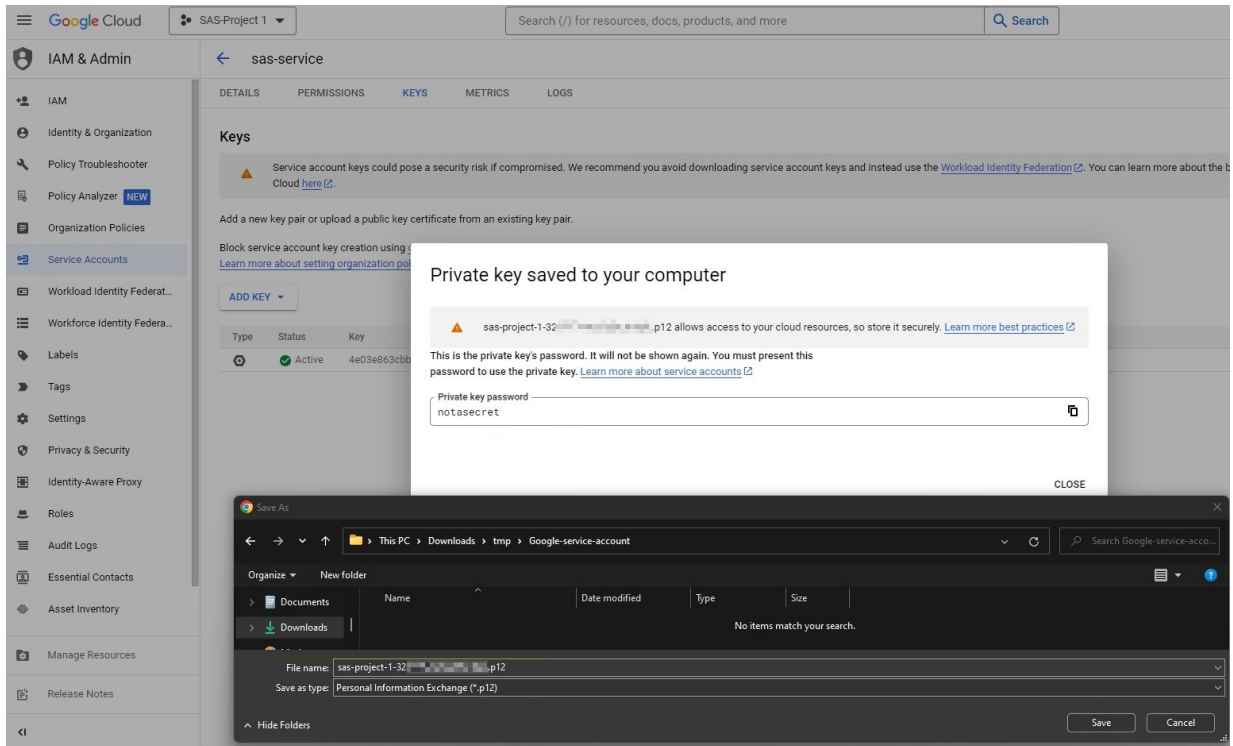 Google Cloud
SAS-Project 1
Search (/) for resources, docs, products, and more
Search
IAM & Admin
sas-service
DETAILS PERMISSIONS KEYS METRICS LOGS
IAM
Identity & Organization
Policy Troubleshooter
Policy Analyzer NEW
Organization Policies
Service Accounts
Workload Identity Federat...
Workforce Identity Federa...
Labels
Tags
Settings
Privacy & Security
Identity-Aware Proxy
Roles
Audit Logs
Essential Contacts
Asset Inventory
Manage Resources
Release Notes
Keys
Service account keys could pose a security risk if compromised. We recommend you avoid downloading service account keys and instead use the Workload Identity Federation. You can learn more about the b
Cloud here.
Add a new key pair or upload a public key certificate from an existing key pair.
Block service account key creation using
Learn more about setting organization pol
ADD KEY
Type Status Key
Active 4e03e863cbb
Private key saved to your computer
sas-project-1-32 .p12 allows access to your cloud resources, so store it securely. Learn more best practices
This is the private key's password. It will not be shown again. You must present this
password to use the private key. Learn more about service accounts
Private key password
notasecret
CLOSE
Save As
This PC > Downloads > tmp > Google-service-account
Search Google-service-acco...
Organize New folder
Documents
Downloads
Name Date modified Type Size
No items match your search.
File name: sas-project-1-32 .p12
Save as type: Personal Information Exchange (*.p12)
Hide Folders
Save Cancel